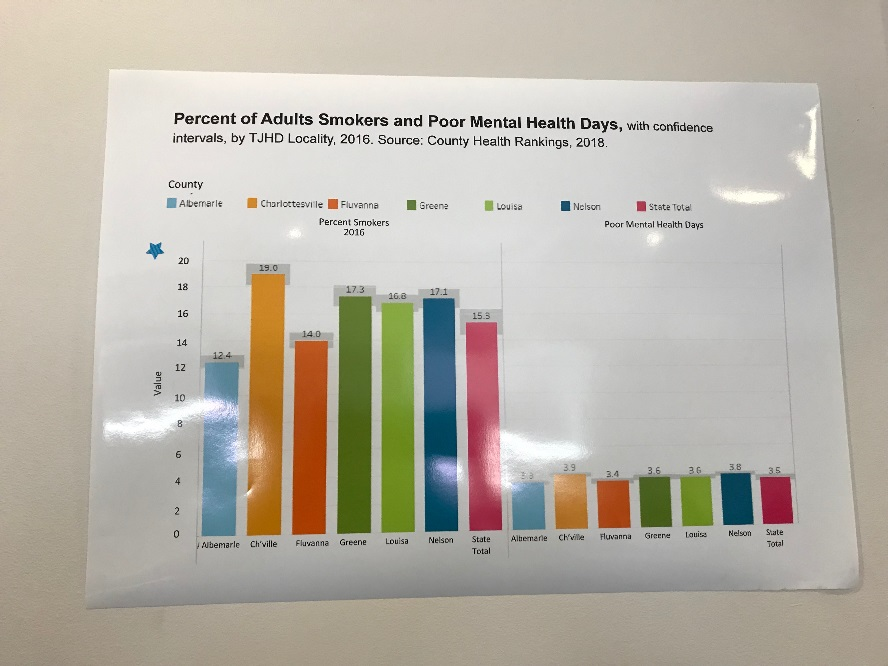 Percent of Adults Smokers and Poor Mental Health Days, with confidence
intervals, by TJHD Locality, 2016. Source: County Health Rankings, 2018.
County
Albemarle Charlottesville Fluvanna Greene Louisa Nelson State Total
Percent Smokers
2016
Poor Mental Health Days
Value
20
18
16
14
12
10
8
6
4
2
0
12.4 19.0 14.0 17.3 16.8 17.1 15.3
3.3 3.9 3.4 3.6 3.6 3.8 3.5
Albemarle Ch'ville Fluvanna Greene Louisa Nelson State
Total
Albemarle Ch'ville Fluvanna Greene Louisa Nelson State
Total